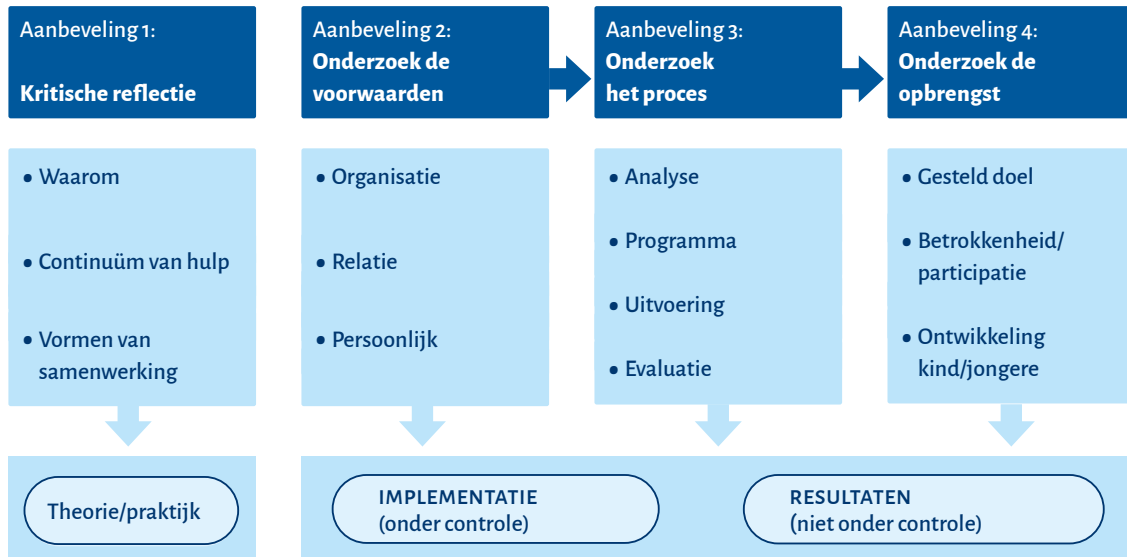 Aanbeveling 1:
Kritische reflectie
Aanbeveling 2:
Onderzoek de
voorwaarden
Aanbeveling 3:
Onderzoek
het proces
Aanbeveling 4:
Onderzoek de
opbrengst
• Waarom
• Continuüm van hulp
• Vormen van
samenwerking
• Organisatie
• Relatie
• Persoonlijk
• Analyse
• Programma
• Uitvoering
• Evaluatie
• Gesteld doel
• Betrokkenheid/
participatie
• Ontwikkeling
kind/jongere
Theorie/praktijk
IMPLEMENTATIE
(onder controle)
RESULTATEN
(niet onder controle)